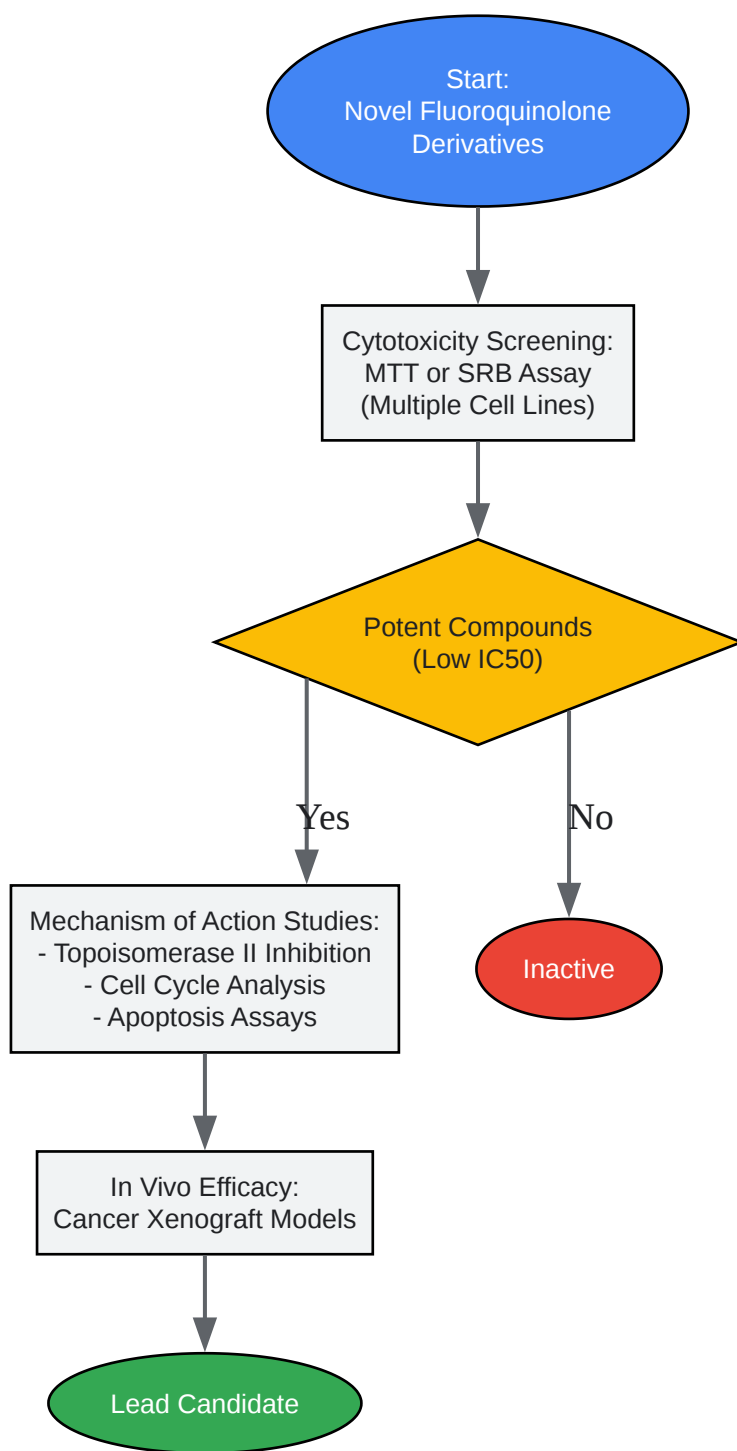 Start:
Novel Fluoroquinolone
Derivatives
Cytotoxicity Screening:
MTT or SRB Assay
(Multiple Cell Lines)
Potent Compounds
(Low IC50)
Yes
No
Mechanism of Action Studies:
- Topoisomerase II Inhibition
- Cell Cycle Analysis
- Apoptosis Assays
Inactive
In Vivo Efficacy:
Cancer Xenograft Models
Lead Candidate